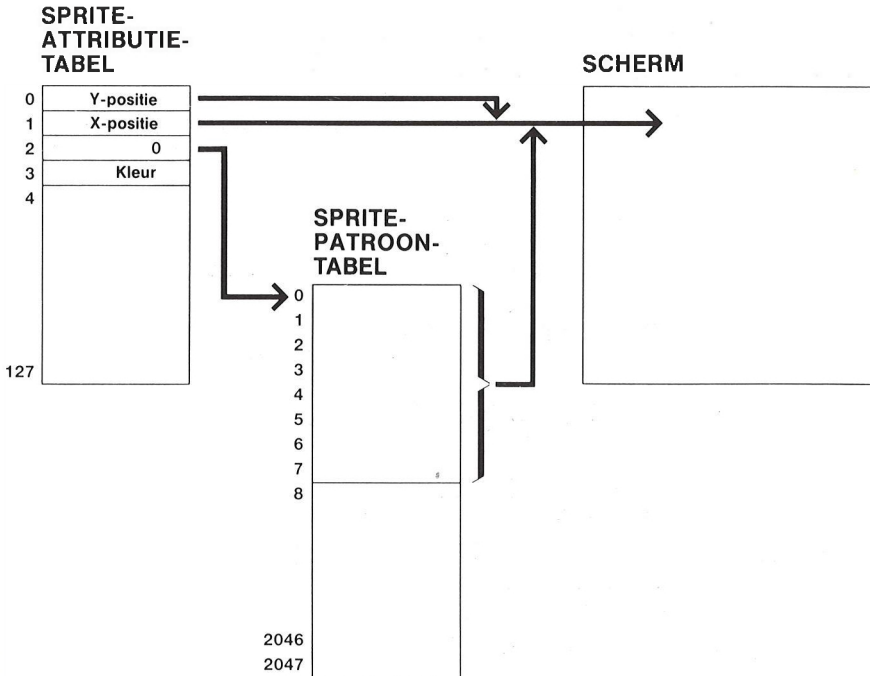 SPRITE-
ATTRIBUTIE-
TABEL
0 Y-positie
1 X-positie
2 0
3 Kleur
4
127
SCHERM
SPRITE-
PATROON-
TABEL
0
1
2
3
4
5
6
7
8
2046
2047